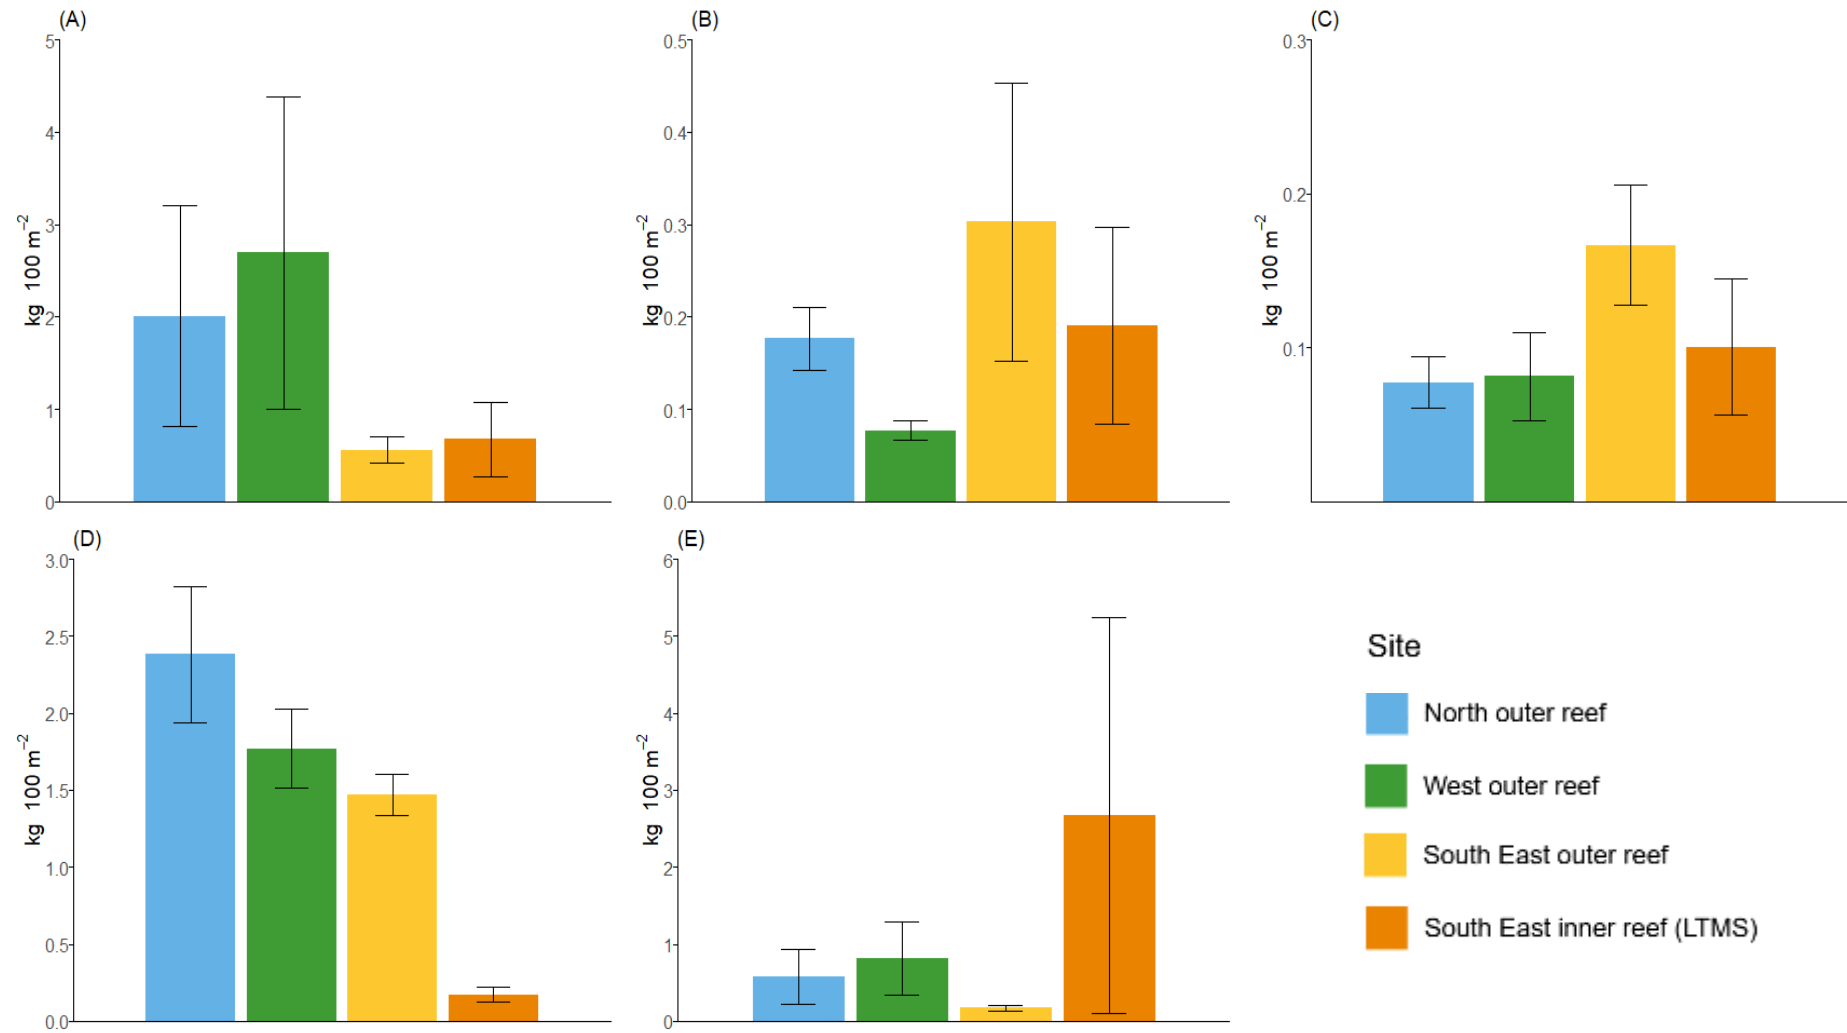 (A)
5
4
3
2
1
0
kg 100 m⁻²
(B)
0.5
0.4
0.3
0.2
0.1
0.0
kg 100 m⁻²
(C)
0.3
0.2
0.1
kg 100 m⁻²
(D)
3.0
2.5
2.0
1.5
1.0
0.5
0.0
kg 100 m⁻²
(E)
6
5
4
3
2
1
0
kg 100 m⁻²
Site
North outer reef
West outer reef
South East outer reef
South East inner reef (LTMS)